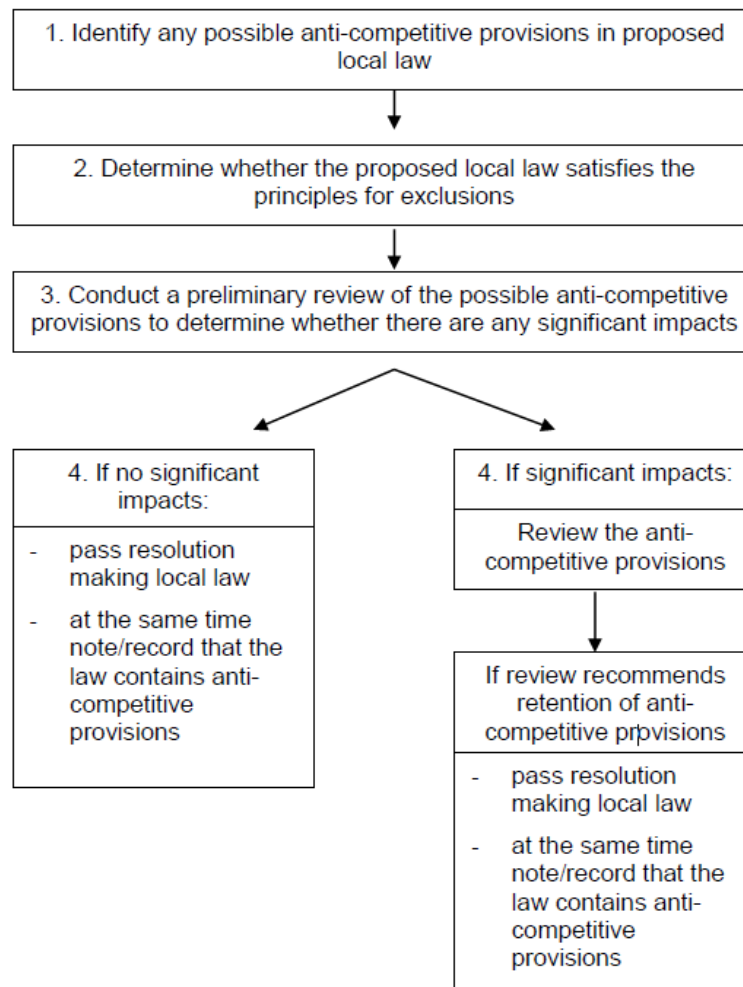 1. Identify any possible anti-competitive provisions in proposed
local law
2. Determine whether the proposed local law satisfies the
principles for exclusions
3. Conduct a preliminary review of the possible anti-competitive
provisions to determine whether there are any significant impacts
4. If no significant
impacts:
- pass resolution
making local law
- at the same time
note/record that the
law contains anti-
competitive
provisions
4. If significant impacts:
Review the anti-
competitive provisions
If review recommends
retention of anti-
competitive provisions
- pass resolution
making local law
- at the same time
note/record that the
law contains anti-
competitive
provisions